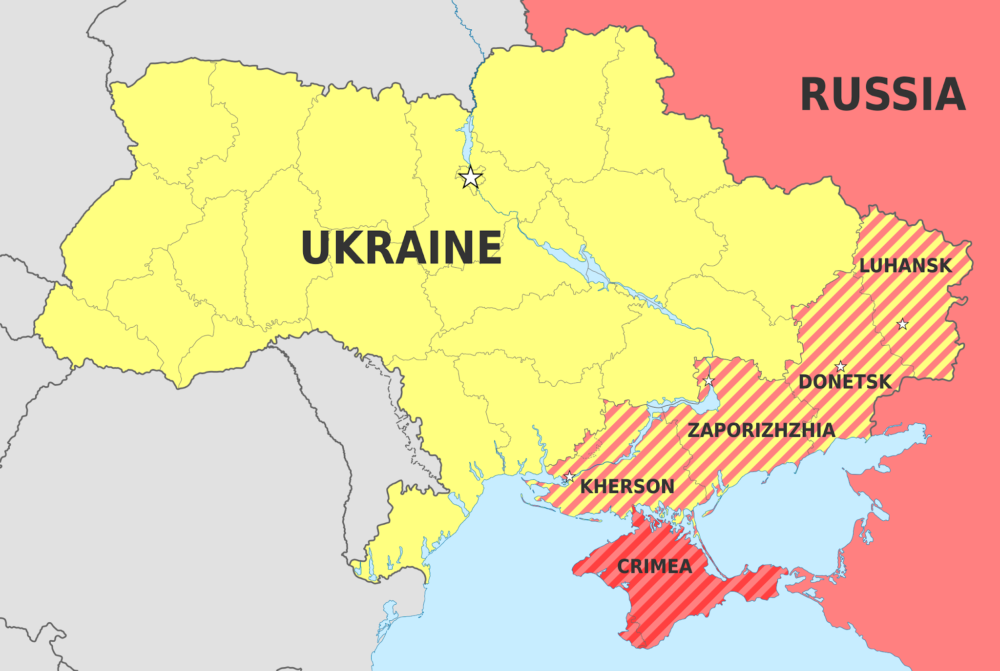 RUSSIA
UKRAINE
LUHANSK
DONETSK
ZAPORIZHZHIA
KHERSON
CRIMEA